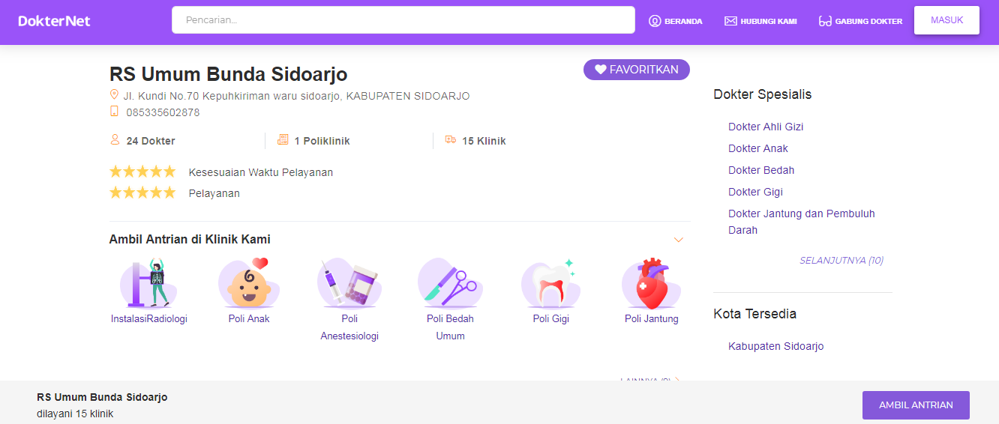 DokterNet
Pencarian...
BERANDA
HUBUNGI KAMI
GABUNG DOKTER
MASUK
RS Umum Bunda Sidoarjo
FAVORITKAN
Jl. Kundi No.70 Kepuhkiriman waru sidoarjo, KABUPATEN SIDOARJO
085335602878
24 Dokter
1 Poliklinik
15 Klinik
Kesesuaian Waktu Pelayanan
Pelayanan
Ambil Antrian di Klinik Kami
InstalasiRadiologi
Poli Anak
Poli
Anestesiologi
Poli Bedah
Umum
Poli Gigi
Poli Jantung
LAINNYA (9)
Dokter Spesialis
Dokter Ahli Gizi
Dokter Anak
Dokter Bedah
Dokter Gigi
Dokter Jantung dan Pembuluh
Darah
SELANJUTNYA (10)
Kota Tersedia
Kabupaten Sidoarjo
RS Umum Bunda Sidoarjo
dilayani 15 klinik
AMBIL ANTRIAN